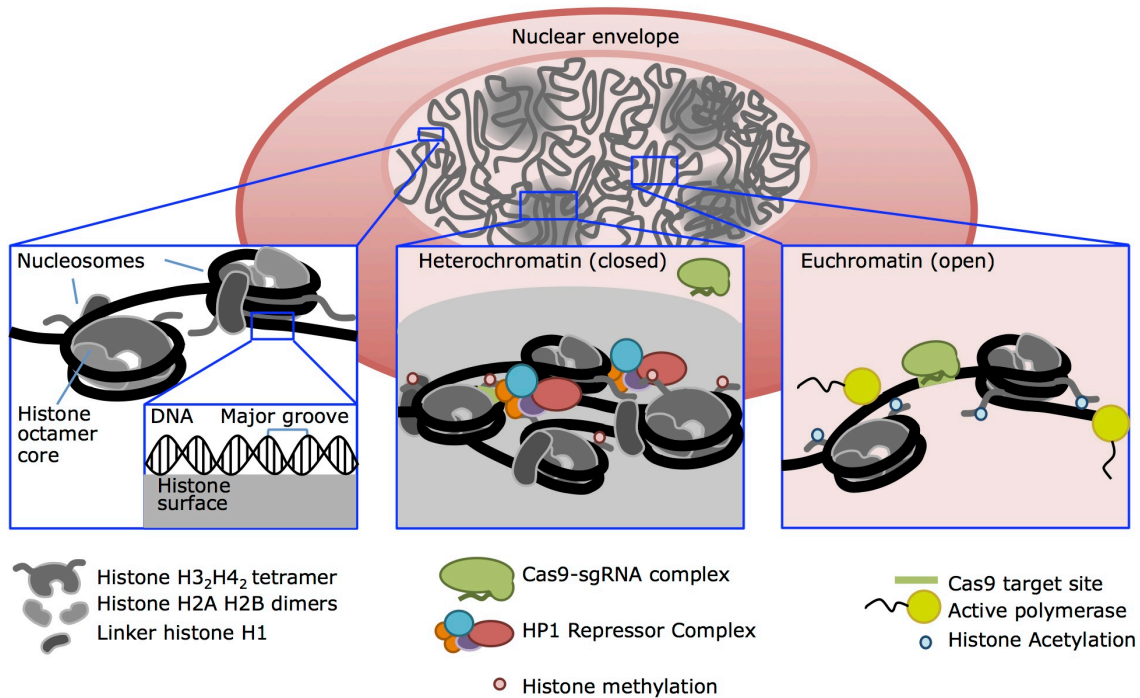 Nuclear envelope
Nucleosomes
Histone
octamer
core
DNA
Major groove
Histone
surface
Heterochromatin (closed)
Euchromatin (open)
Histone H3₂H4₂ tetramer
Histone H2A H2B dimers
Linker histone H1
Cas9-sgRNA complex
HP1 Repressor Complex
Histone methylation
Cas9 target site
Active polymerase
Histone Acetylation